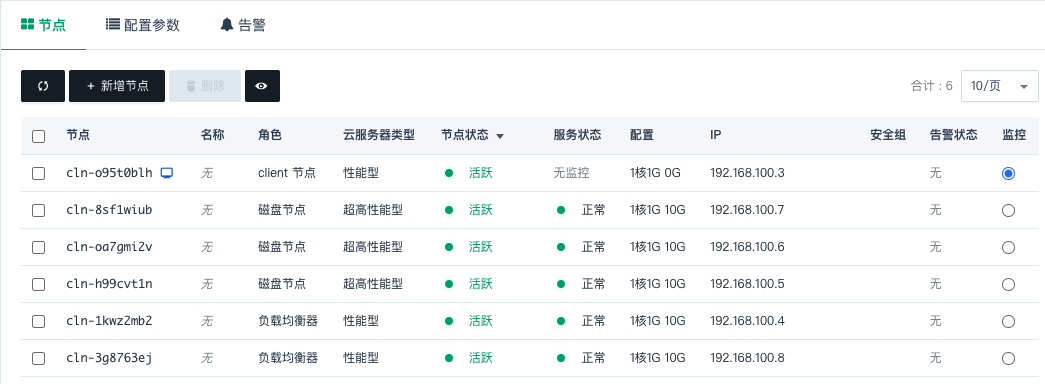 节点 配置参数 告警
+ 新增节点 删除 合计：6 10/页
节点 名称 角色 云服务器类型 节点状态 服务状态 配置 IP 安全组 告警状态 监控
cln-o95t0blh 无 client 节点 性能型 活跃 无监控 1核1G 0G 192.168.100.3 无
cln-8sf1wiub 无 磁盘节点 超高性能型 活跃 正常 1核1G 10G 192.168.100.7 无
cln-oa7gmi2v 无 磁盘节点 超高性能型 活跃 正常 1核1G 10G 192.168.100.6 无
cln-h99cvt1n 无 磁盘节点 超高性能型 活跃 正常 1核1G 10G 192.168.100.5 无
cln-1kwz2mb2 无 负载均衡器 性能型 活跃 正常 1核1G 10G 192.168.100.4 无
cln-3g8763ej 无 负载均衡器 性能型 活跃 正常 1核1G 10G 192.168.100.8 无